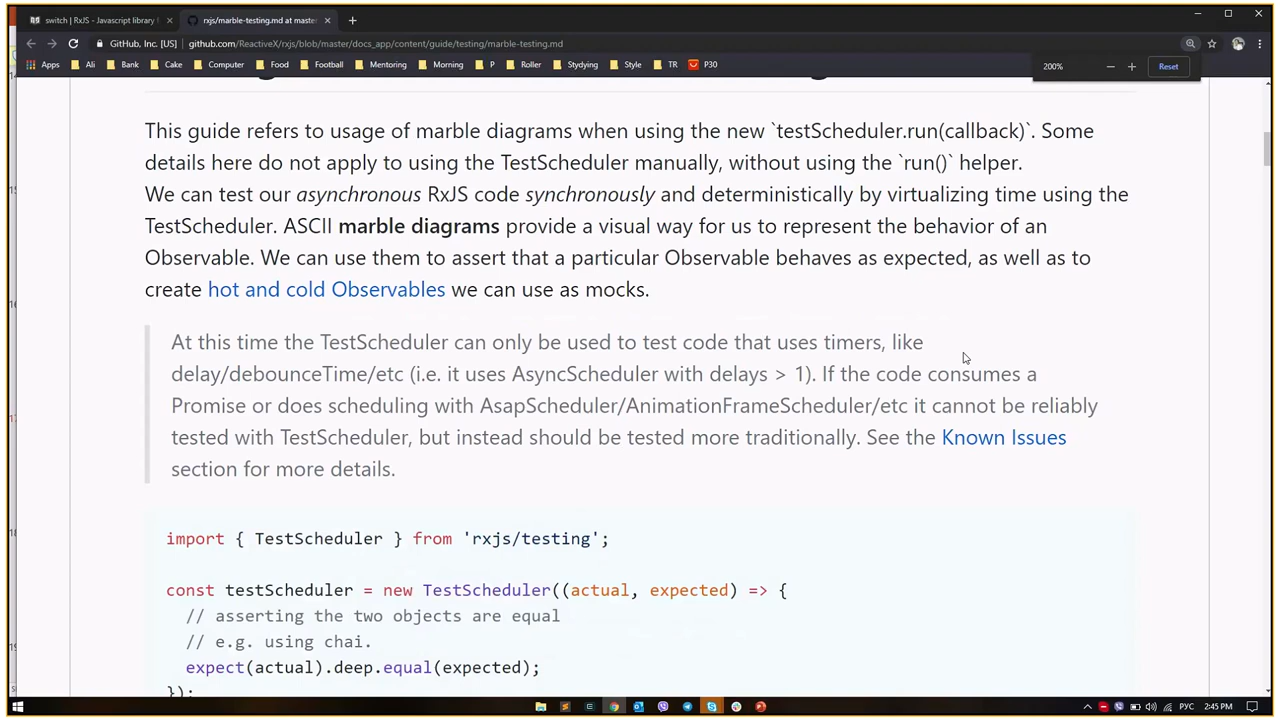 switch | RxJS - Javascript library
rxjs/marble-testing.md at master
GitHub, Inc. [US]
github.com/ReactiveX/rxjs/blob/master/docs_app/content/guide/testing/marble-testing.md
Apps
Ali
Bank
Cake
Computer
Food
Football
Mentoring
Morning
P
Roller
Stydying
Style
TR
P30
200%
Reset
This guide refers to usage of marble diagrams when using the new `testScheduler.run(callback)`. Some
details here do not apply to using the TestScheduler manually, without using the `run()` helper.
We can test our asynchronous RxJS code synchronously and deterministically by virtualizing time using the
TestScheduler. ASCII marble diagrams provide a visual way for us to represent the behavior of an
Observable. We can use them to assert that a particular Observable behaves as expected, as well as to
create hot and cold Observables we can use as mocks.
At this time the TestScheduler can only be used to test code that uses timers, like
delay/debounceTime/etc (i.e. it uses AsyncScheduler with delays > 1). If the code consumes a
Promise or does scheduling with AsapScheduler/AnimationFrameScheduler/etc it cannot be reliably
tested with TestScheduler, but instead should be tested more traditionally. See the Known Issues
section for more details.
import { TestScheduler } from 'rxjs/testing';
const testScheduler = new TestScheduler((actual, expected) => {
// asserting the two objects are equal
// e.g. using chai.
expect(actual).deep.equal(expected);
});
РУС
2:45 PM